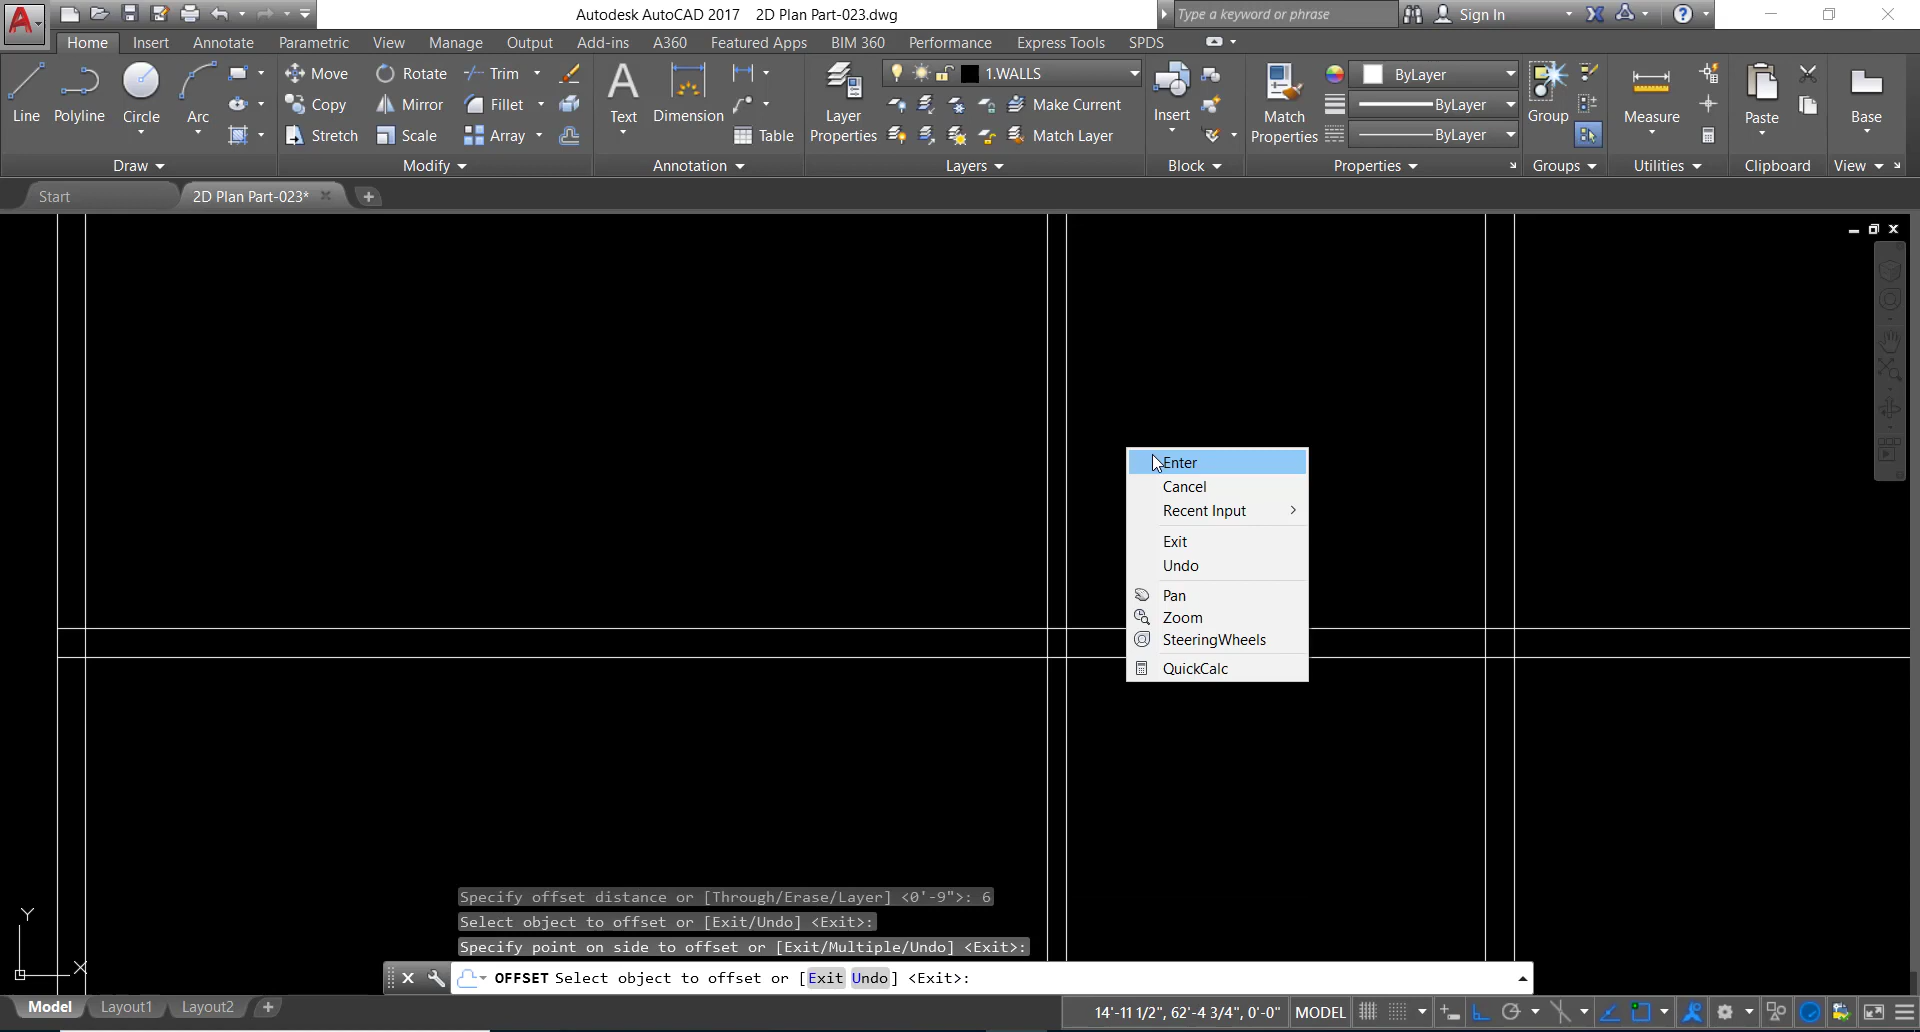 Autodesk AutoCAD 2017 2D Plan Part-023.dwg
Type a keyword or phrase
Sign In
Home Insert Annotate Parametric View Manage Output Add-ins A360 Featured Apps BIM 360 Performance Express Tools SPDS
Line Polyline Circle Arc
Move Rotate Trim
Copy Mirror Fillet
Stretch Scale Array
Text Dimension Table
Layer Properties
1.WALLS
Make Current
Match Layer
Insert
Match Properties
ByLayer
ByLayer
ByLayer
Group
Measure
Paste
Base
Draw Modify Annotation Layers Block Properties Groups Utilities Clipboard View
Start 2D Plan Part-023*
Enter
Cancel
Recent Input
Exit
Undo
Pan
Zoom
SteeringWheels
QuickCalc
Specify offset distance or [Through/Erase/Layer] <0'-9">: 6
Select object to offset or [Exit/Undo] <Exit>:
Specify point on side to offset or [Exit/Multiple/Undo] <Exit>:
OFFSET Select object to offset or [Exit Undo] <Exit>:
Y
X
Model Layout1 Layout2
14'-11 1/2", 62'-4 3/4", 0'-0" MODEL